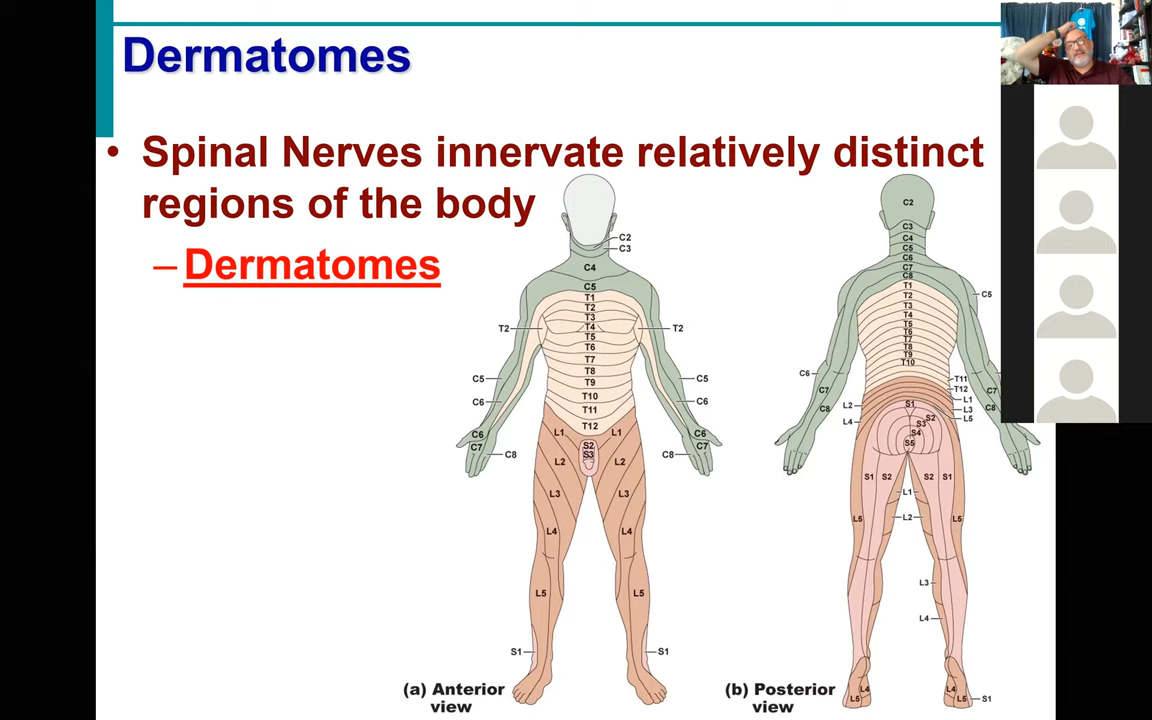 Dermatomes
• Spinal Nerves innervate relatively distinct
regions of the body
– Dermatomes
C2
C3
C4
C5
T1
T2
T3
T4
T5
T6
T7
T8
T9
T10
T11
T12
T2
T2
C5
C5
C6
C6
C6
C6
C7
C7
C8
C8
L1
L1
S2
S3
L2
L2
L3
L3
L4
L4
L5
L5
S1
S1
(a) Anterior
view
C2
C3
C4
C5
C6
C7
C8
T1
T2
T3
T4
T5
T6
T7
T8
T9
T10
C5
C6
T11
T12
C7
C7
L1
L2
C8
C8
S1
L3
S2
L5
L4
S3
S4
S5
S1
S2
S2
S1
L1
L2
L5
L5
L3
L4
L4
L5
L4
L5
S1
(b) Posterior
view